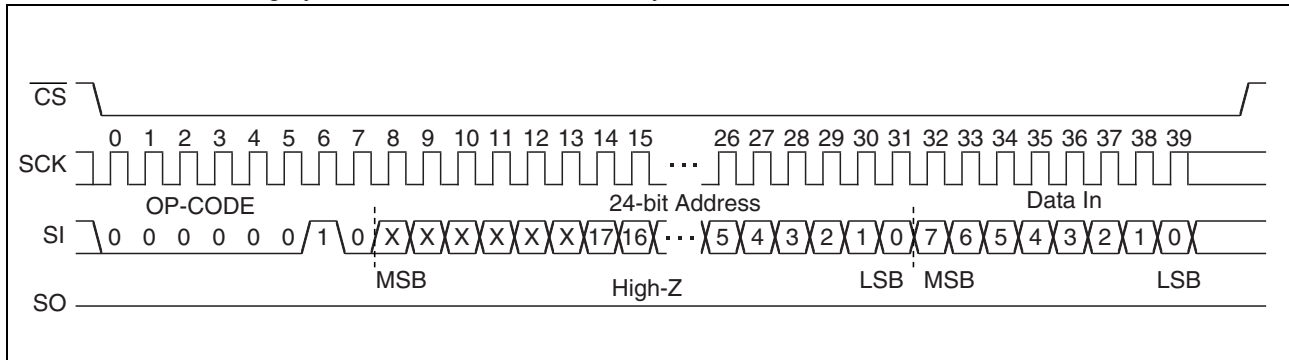 CS
0 1 2 3 4 5 6 7 8 9 10 11 12 13 14 15 26 27 28 29 30 31 32 33 34 35 36 37 38 39
SCK ...
OP-CODE 24-bit Address Data In
SI 0 0 0 0 0 0 1 0 X X X X X X 17 16 ... 5 4 3 2 1 0 7 6 5 4 3 2 1 0
MSB High-Z LSB MSB LSB
SO